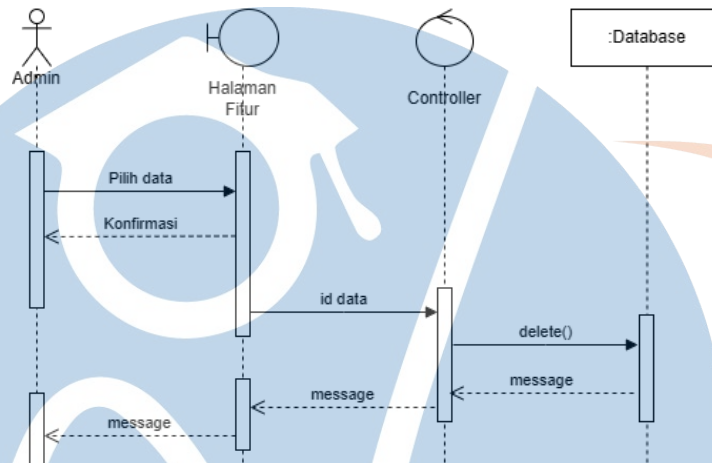 Admin
Halaman
Fitur
Controller
:Database
Pilih data
Konfirmasi
id data
delete()
message
message
message